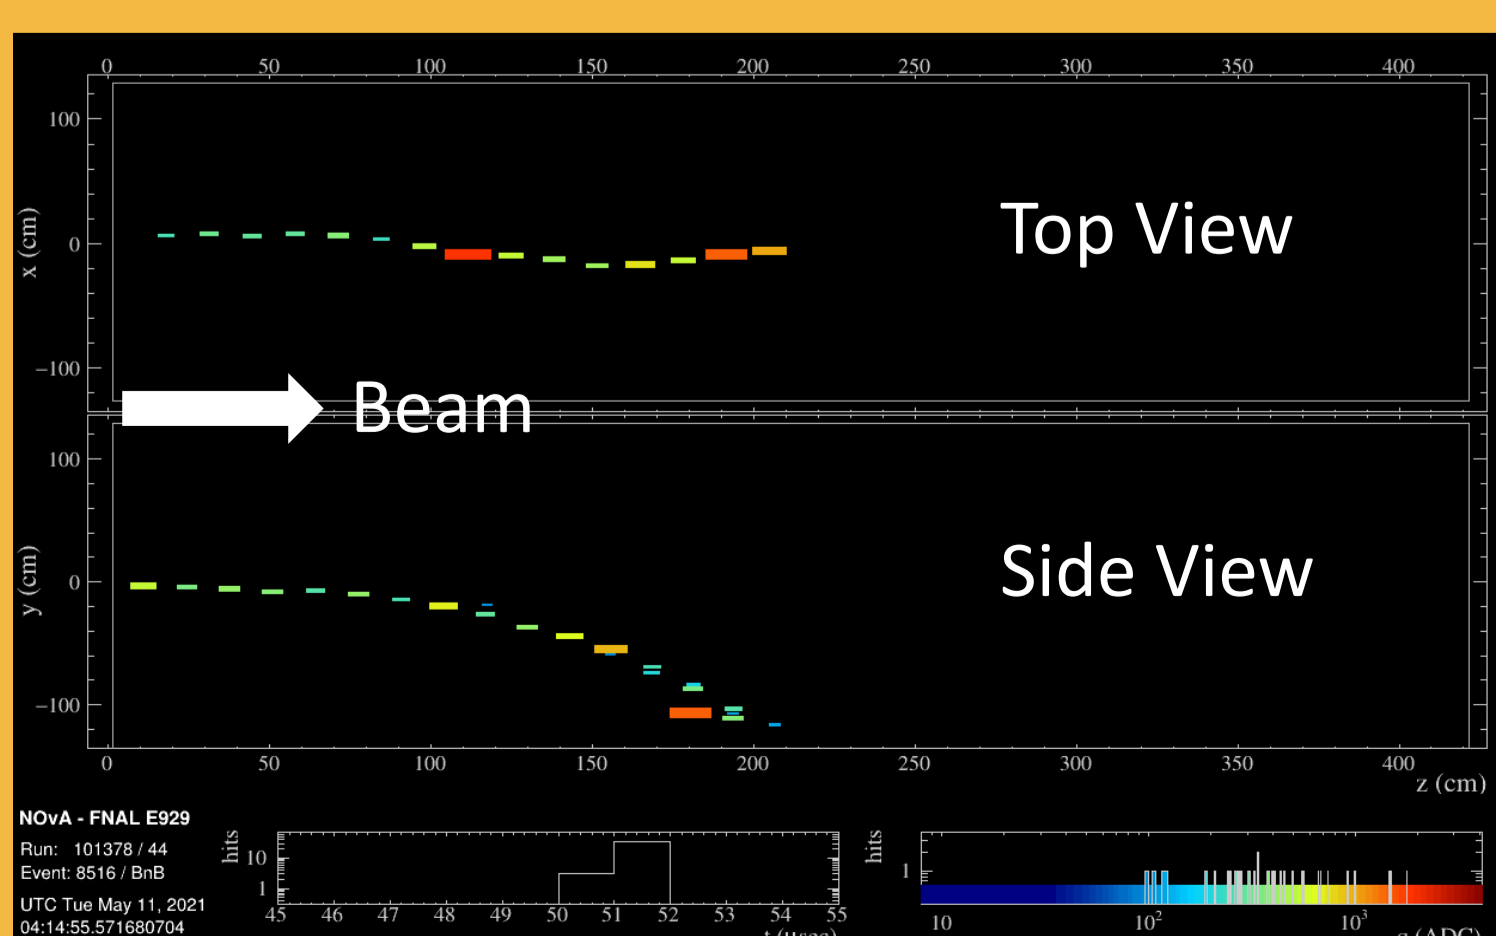 0 50 100 150 200 250 300 350 400
100
0
−100
x (cm)
Top View
Beam
100
0
−100
y (cm)
Side View
0 50 100 150 200 250 300 350 400
z (cm)
NOvA - FNAL E929
Run: 101378 / 44
Event: 8516 / BnB
UTC Tue May 11, 2021
04:14:55.571680704
hits
10
1
45 46 47 48 49 50 51 52 53 54 55
t (μsec)
hits
1
10 10² 10³
q (ADC)